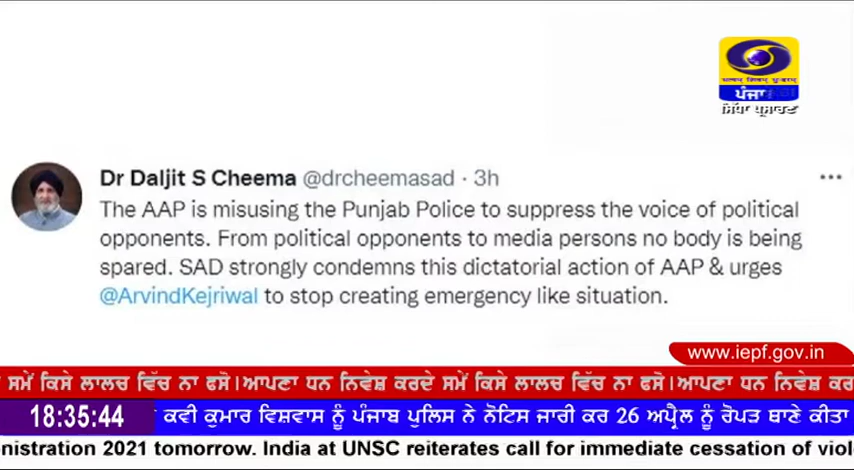 ਪੰਜਾਬੀ
ਸਿੱਧਾ ਪ੍ਰਸਾਰਣ
Dr Daljit S Cheema @drcheemasad · 3h
The AAP is misusing the Punjab Police to suppress the voice of political
opponents. From political opponents to media persons no body is being
spared. SAD strongly condemns this dictatorial action of AAP & urges
@ArvindKejriwal to stop creating emergency like situation.
www.iepf.gov.in
ਸਮੇਂ ਕਿਸੇ ਲਾਲਚ ਵਿੱਚ ਨਾ ਫਸੋ।ਆਪਣਾ ਧਨ ਨਿਵੇਸ਼ ਕਰਦੇ ਸਮੇਂ ਕਿਸੇ ਲਾਲਚ ਵਿੱਚ ਨਾ ਫਸੋ।ਆਪਣਾ ਧਨ ਨਿਵੇਸ਼ ਕਰ
18:35:44 ਕਵੀ ਕੁਮਾਰ ਵਿਸ਼ਵਾਸ ਨੂੰ ਪੰਜਾਬ ਪੁਲਿਸ ਨੇ ਨੋਟਿਸ ਜਾਰੀ ਕਰ 26 ਅਪ੍ਰੈਲ ਨੂੰ ਰੋਪੜ ਥਾਣੇ ਕੀਤਾ
nistration 2021 tomorrow. India at UNSC reiterates call for immediate cessation of viol